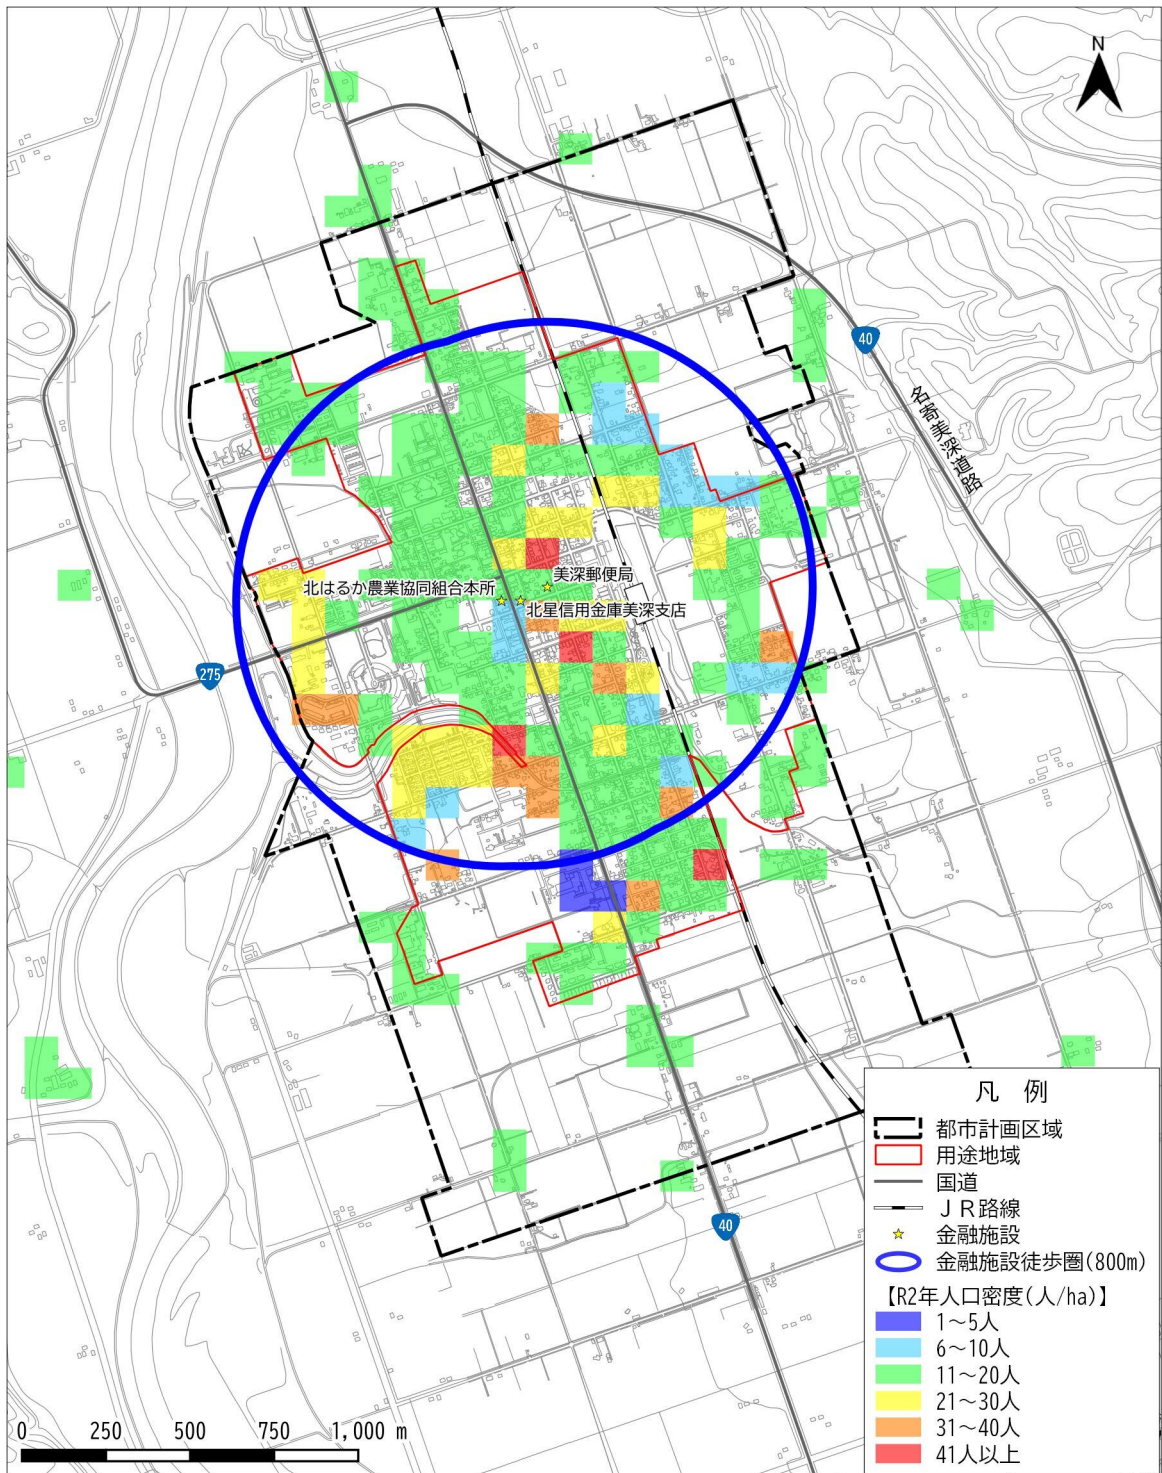 N
40
名寄美深道路
美深郵便局
北はるか農業協同組合本所
北星信用金庫美深支店
275
凡 例
都市計画区域
用途地域
国道
JR路線
金融施設
金融施設徒歩圏(800m)
【R2年人口密度(人/ha)】
1～5人
6～10人
11～20人
21～30人
31～40人
41人以上
40
0 250 500 750 1,000 m